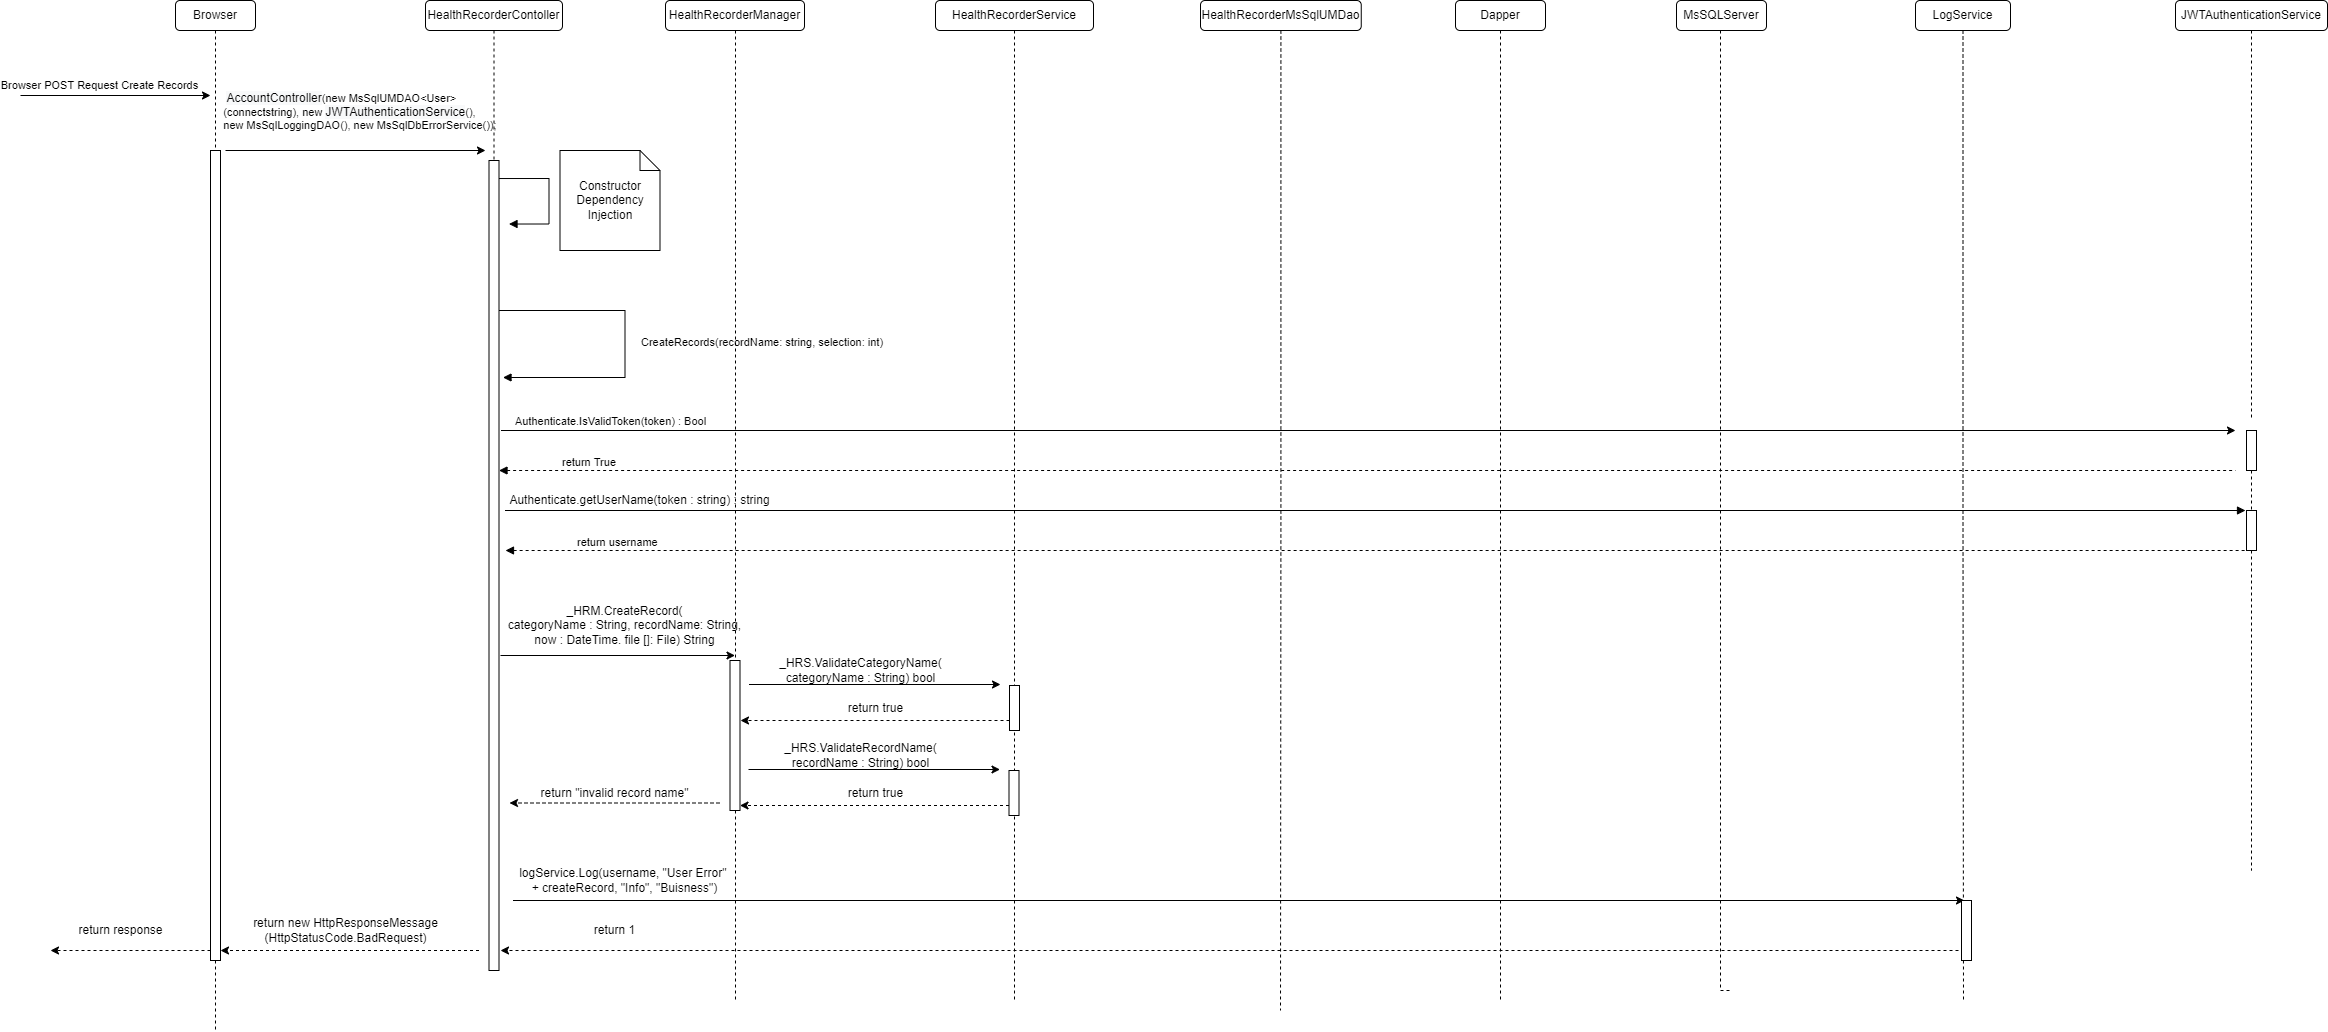 Browser
HealthRecorderContoller
HealthRecorderManager
HealthRecorderService
HealthRecorderMsSqlUMDao
Dapper
MsSQLServer
LogService
JWTAuthenticationService
Browser POST Request Create Records
AccountController(new MsSqlUMDAO<User>
(connectstring), new JWTAuthenticationService(),
new MsSqlLoggingDAO(), new MsSqlDbErrorService())
Constructor
Dependency
Injection
CreateRecords(recordName: string, selection: int)
Authenticate.IsValidToken(token) : Bool
return True
Authenticate.getUserName(token : string) : string
return username
_HRM.CreateRecord(
categoryName : String, recordName: String,
now : DateTime. file []: File) String
_HRS.ValidateCategoryName(
categoryName : String) bool
return true
_HRS.ValidateRecordName(
recordName : String) bool
return "invalid record name"
return true
logService.Log(username, "User Error"
+ createRecord, "Info", "Buisness")
return response
return new HttpResponseMessage
(HttpStatusCode.BadRequest)
return 1